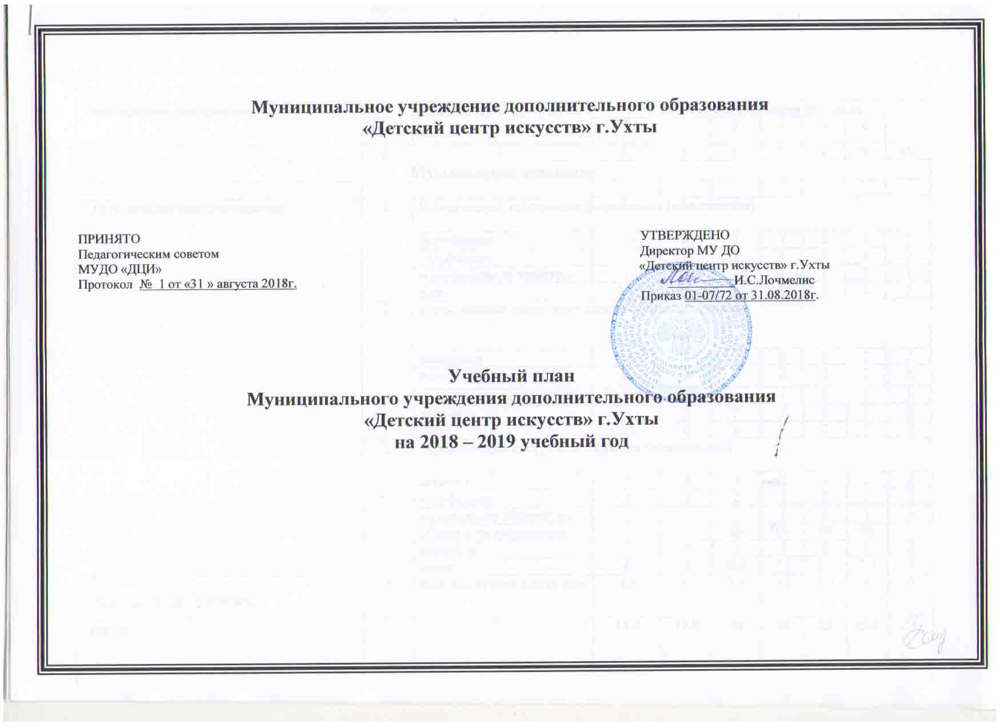 Муниципальное учреждение дополнительного образования
«Детский центр искусств» г.Ухты
ПРИНЯТО
Педагогическим советом
МУДО «ДЦИ»
Протокол № 1 от «31 » августа 2018г.
УТВЕРЖДЕНО
Директор МУ ДО
«Детский центр искусств» г.Ухты
И.С.Лочмелис
Приказ 01-07/72 от 31.08.2018г.
Учебный план
Муниципального учреждения дополнительного образования
«Детский центр искусств» г.Ухты
на 2018 – 2019 учебный год